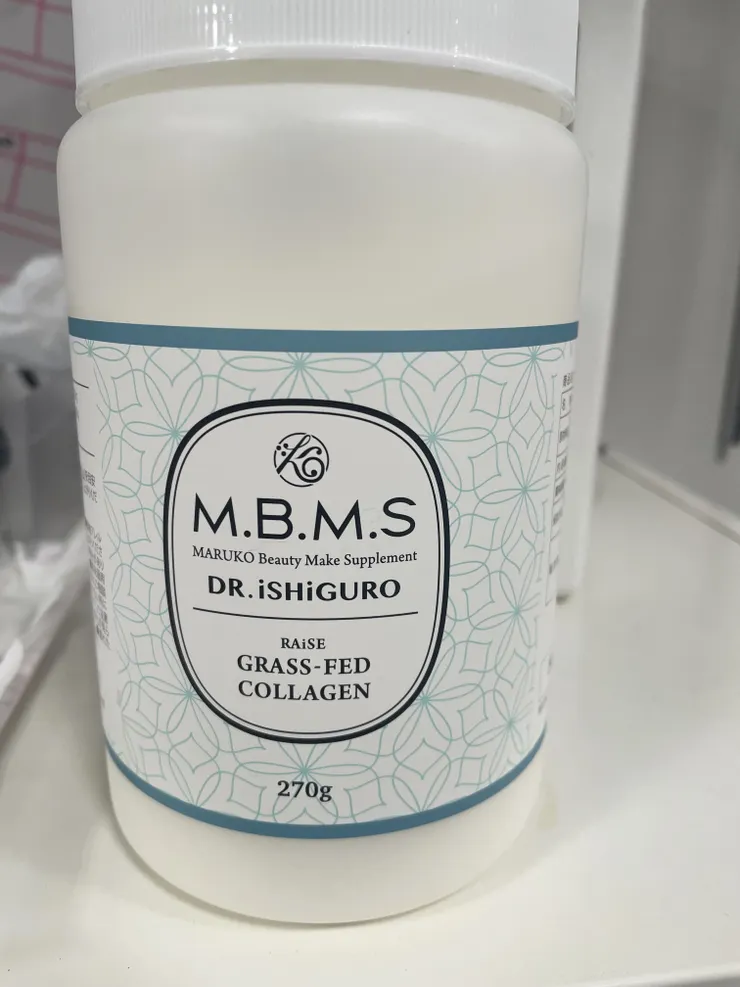 M.B.M.S
MARUKO Beauty Make Supplement
DR.iSHiGURO
RAiSE
GRASS-FED
COLLAGEN
270g